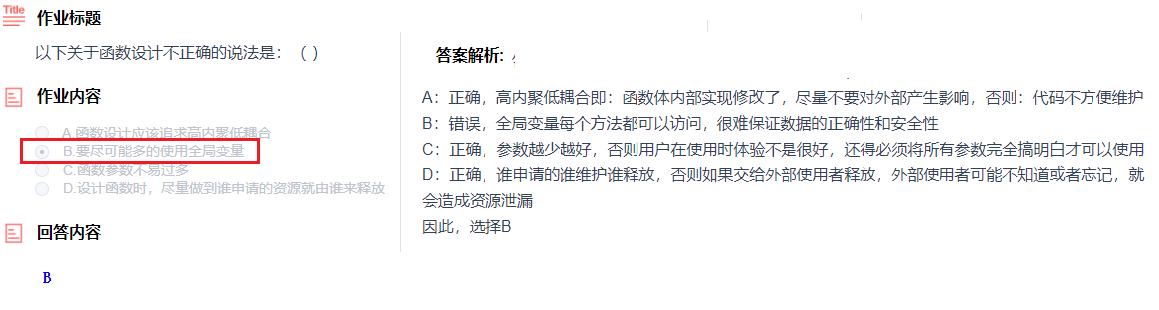 Title 作业标题
以下关于函数设计不正确的说法是：（ ）
作业内容
A.函数设计应该追求高内聚低耦合
B.要尽可能多的使用全局变量
C.函数参数不易过多
D.设计函数时，尽量做到谁申请的资源就由谁来释放
回答内容
B
答案解析:
A：正确，高内聚低耦合即：函数体内部实现修改了，尽量不要对外部产生影响，否则：代码不方便维护
B：错误，全局变量每个方法都可以访问，很难保证数据的正确性和安全性
C：正确，参数越少越好，否则用户在使用时体验不是很好，还得必须将所有参数完全搞明白才可以使用
D：正确，谁申请的谁维护谁释放，否则如果交给外部使用者释放，外部使用者可能不知道或者忘记，就
会造成资源泄漏
因此，选择B